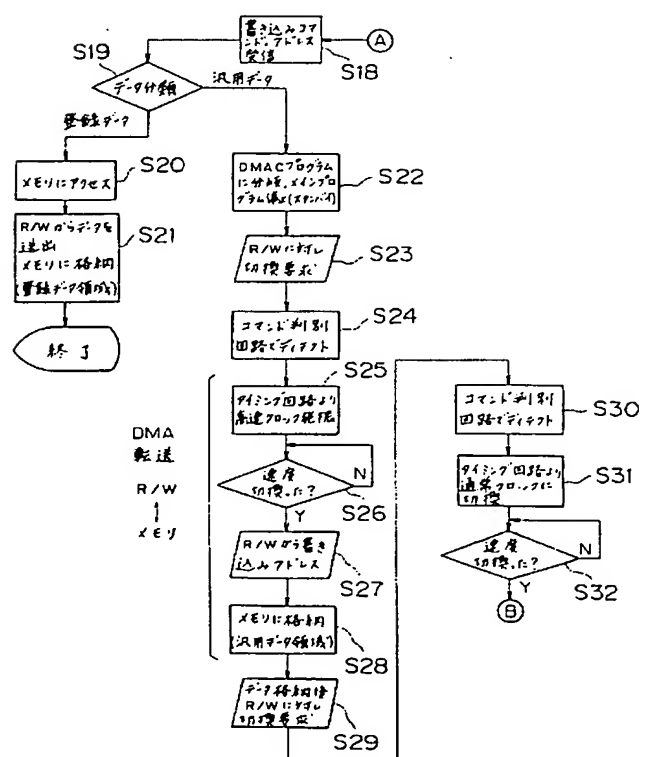 A
書き込みコマ
ンド、アドレス
受信
S18
S19
データ分類
汎用データ
登録データ
S20
メモリにアクセス
S21
R/Wからデータを
送出
メモリに格納
(登録データ領域)
終了
DMACプログラム
に分岐、メインプロ
グラム停止(スタンバイ)
S22
R/Wに対し
切換要求
S23
コマンド判別
回路でディテクト
S24
S25
タイミング回路より
高速クロック発振
DMA
転送
R/W
メモリ
速度
切換った?
N
Y
S26
R/Wから書き
込みアドレス
S27
メモリに格納
(汎用データ領域)
S28
データ格納後
R/Wに対し
切換要求
S29
コマンド判別
回路でディテクト
S30
タイミング回路より
通常クロックに
切換
S31
速度
切換った?
N
Y
S32
B